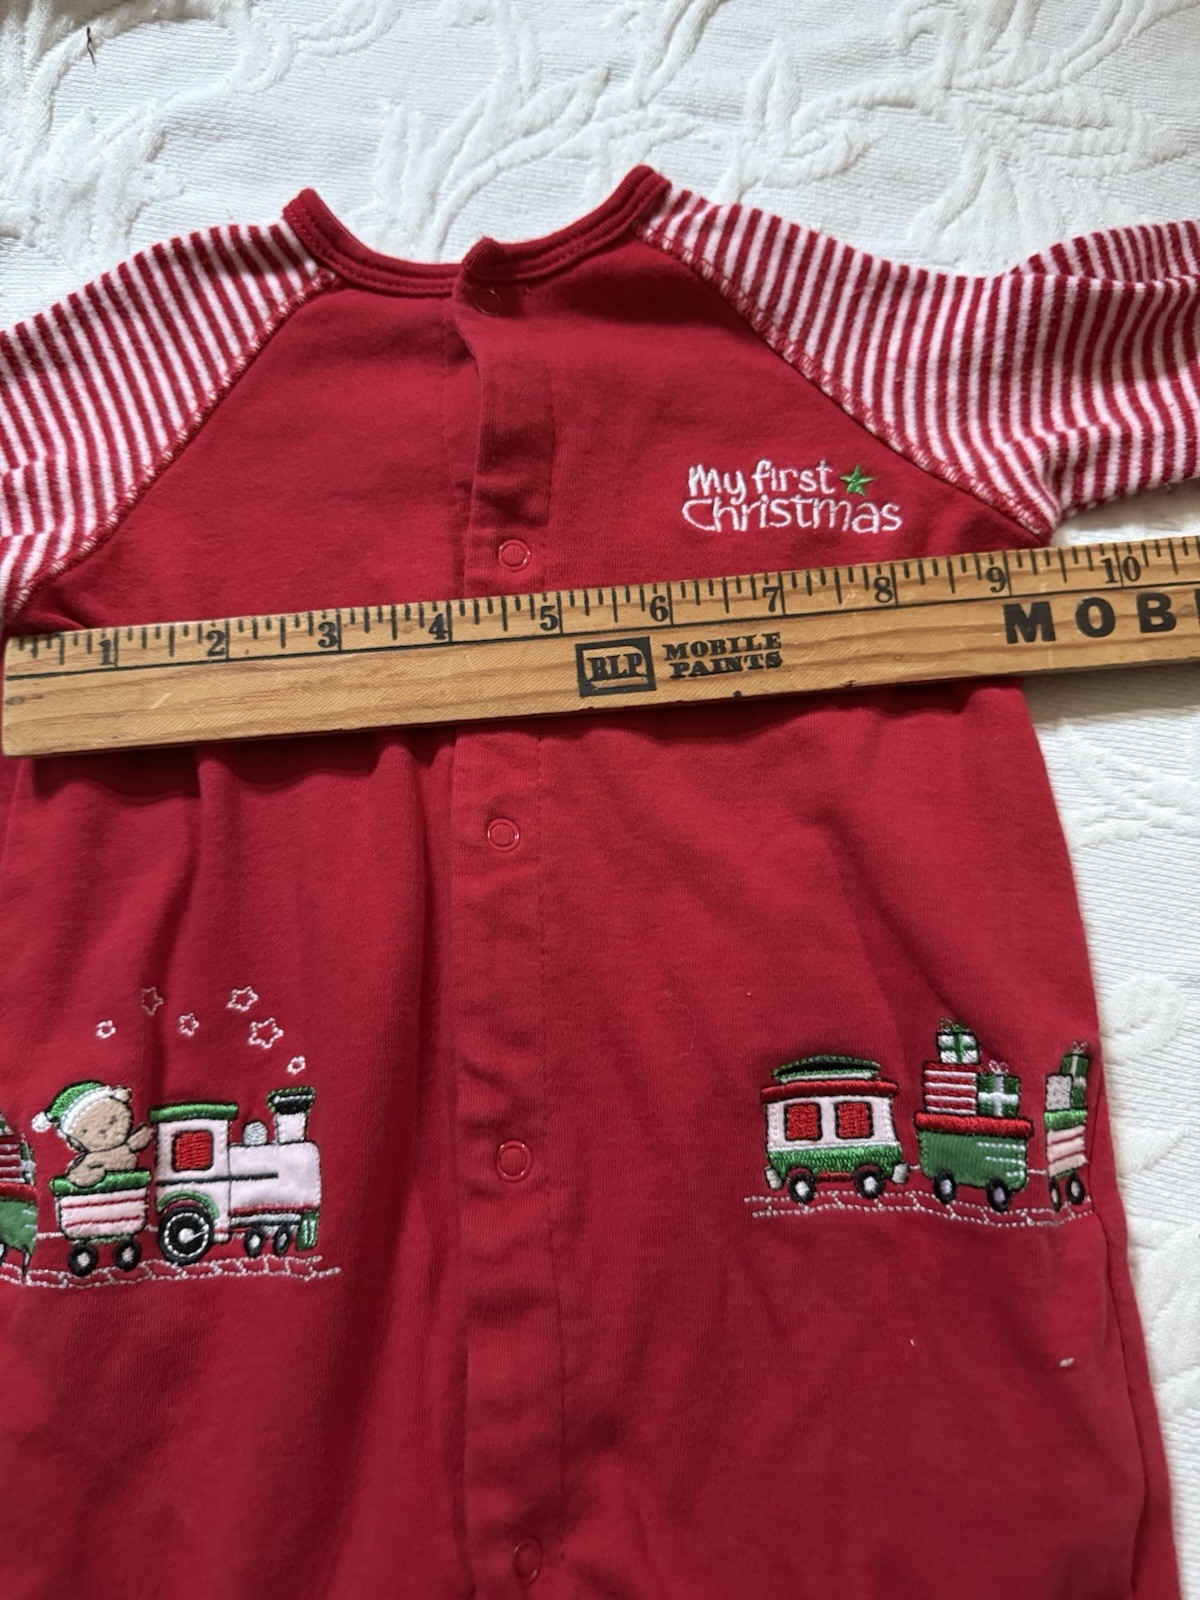 My first
Christmas
1 2 3 4 5 6 7 8 9 10
BLP MOBILE PAINTS
MOB